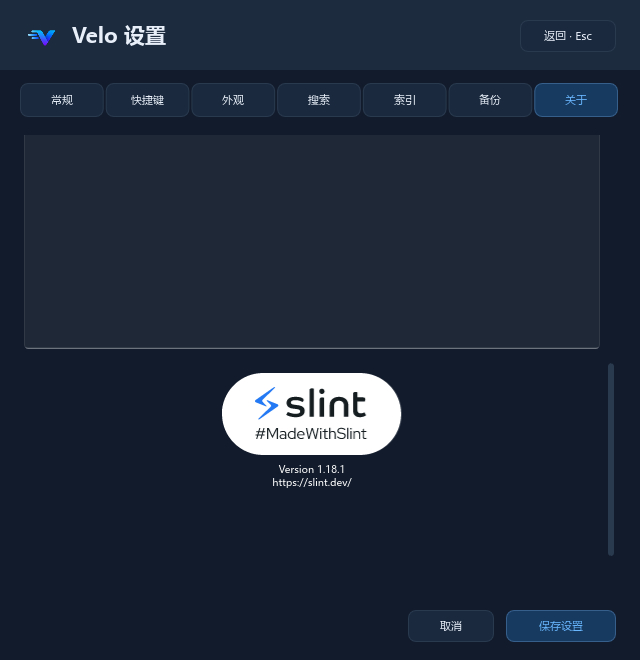 Velo 设置
返回 · Esc
常规
快捷键
外观
搜索
索引
备份
关于
slint
#MadeWithSlint
Version 1.18.1
https://slint.dev/
取消
保存设置